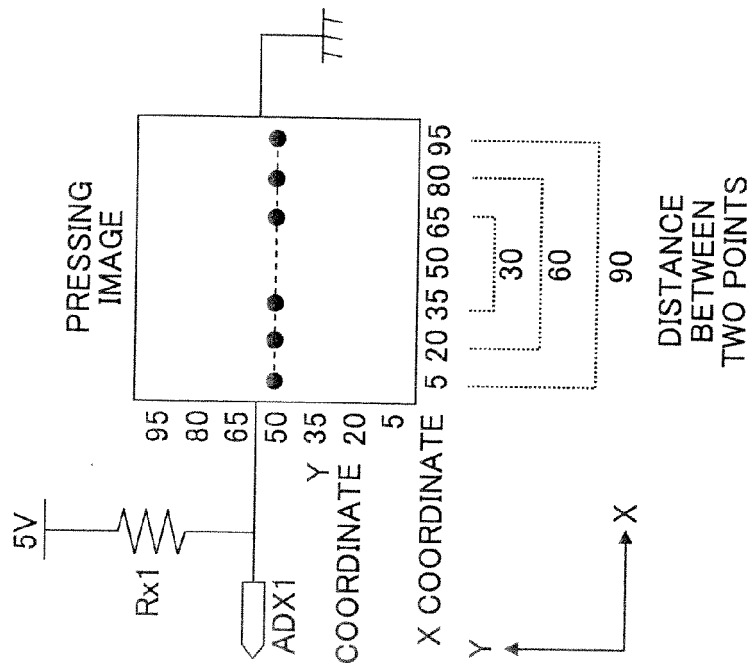 PRESSING
IMAGE
5V
Rx1
ADX1
95
80
65
50
35
20
5
Y
COORDINATE
X COORDINATE
5 20 35 50 65 80 95
30
60
90
DISTANCE
BETWEEN
TWO POINTS
Y
X